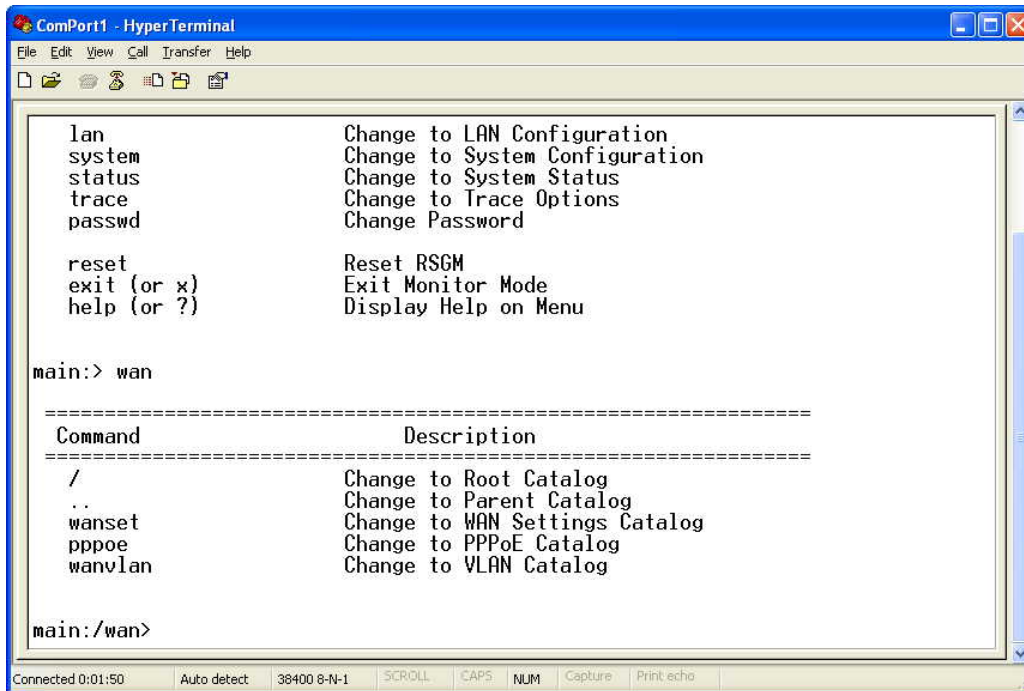 ComPort1 - HyperTerminal
File Edit View Call Transfer Help
lan Change to LAN Configuration
system Change to System Configuration
status Change to System Status
trace Change to Trace Options
passwd Change Password
reset Reset RSGM
exit (or x) Exit Monitor Mode
help (or ?) Display Help on Menu
main:> wan
================================================================
Command Description
================================================================
/ Change to Root Catalog
.. Change to Parent Catalog
wanset Change to WAN Settings Catalog
pppoe Change to PPPoE Catalog
wanvlan Change to VLAN Catalog
main:/wan>
Connected 0:01:50 Auto detect 38400 8-N-1 SCROLL CAPS NUM Capture Print echo